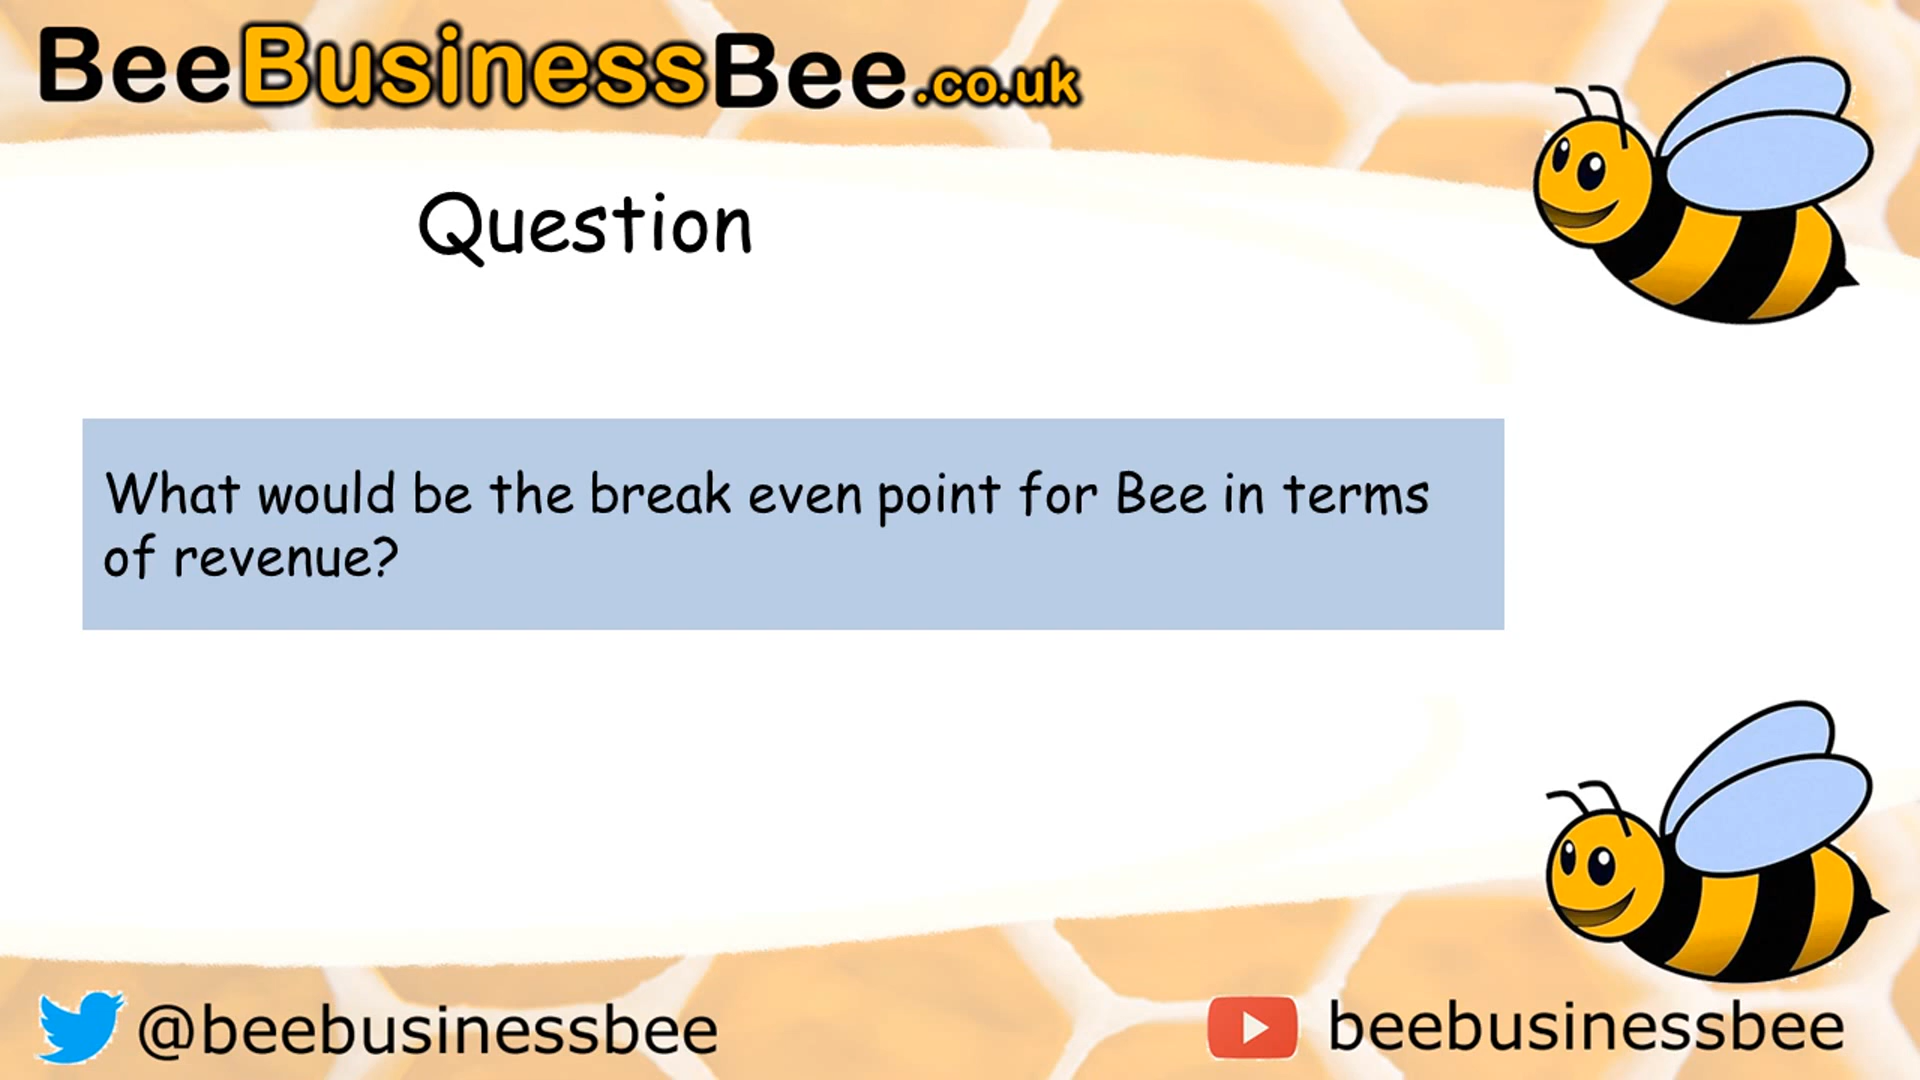 BeeBusinessBee.co.uk
Question
What would be the break even point for Bee in terms
of revenue?
@beebusinessbee
beebusinessbee